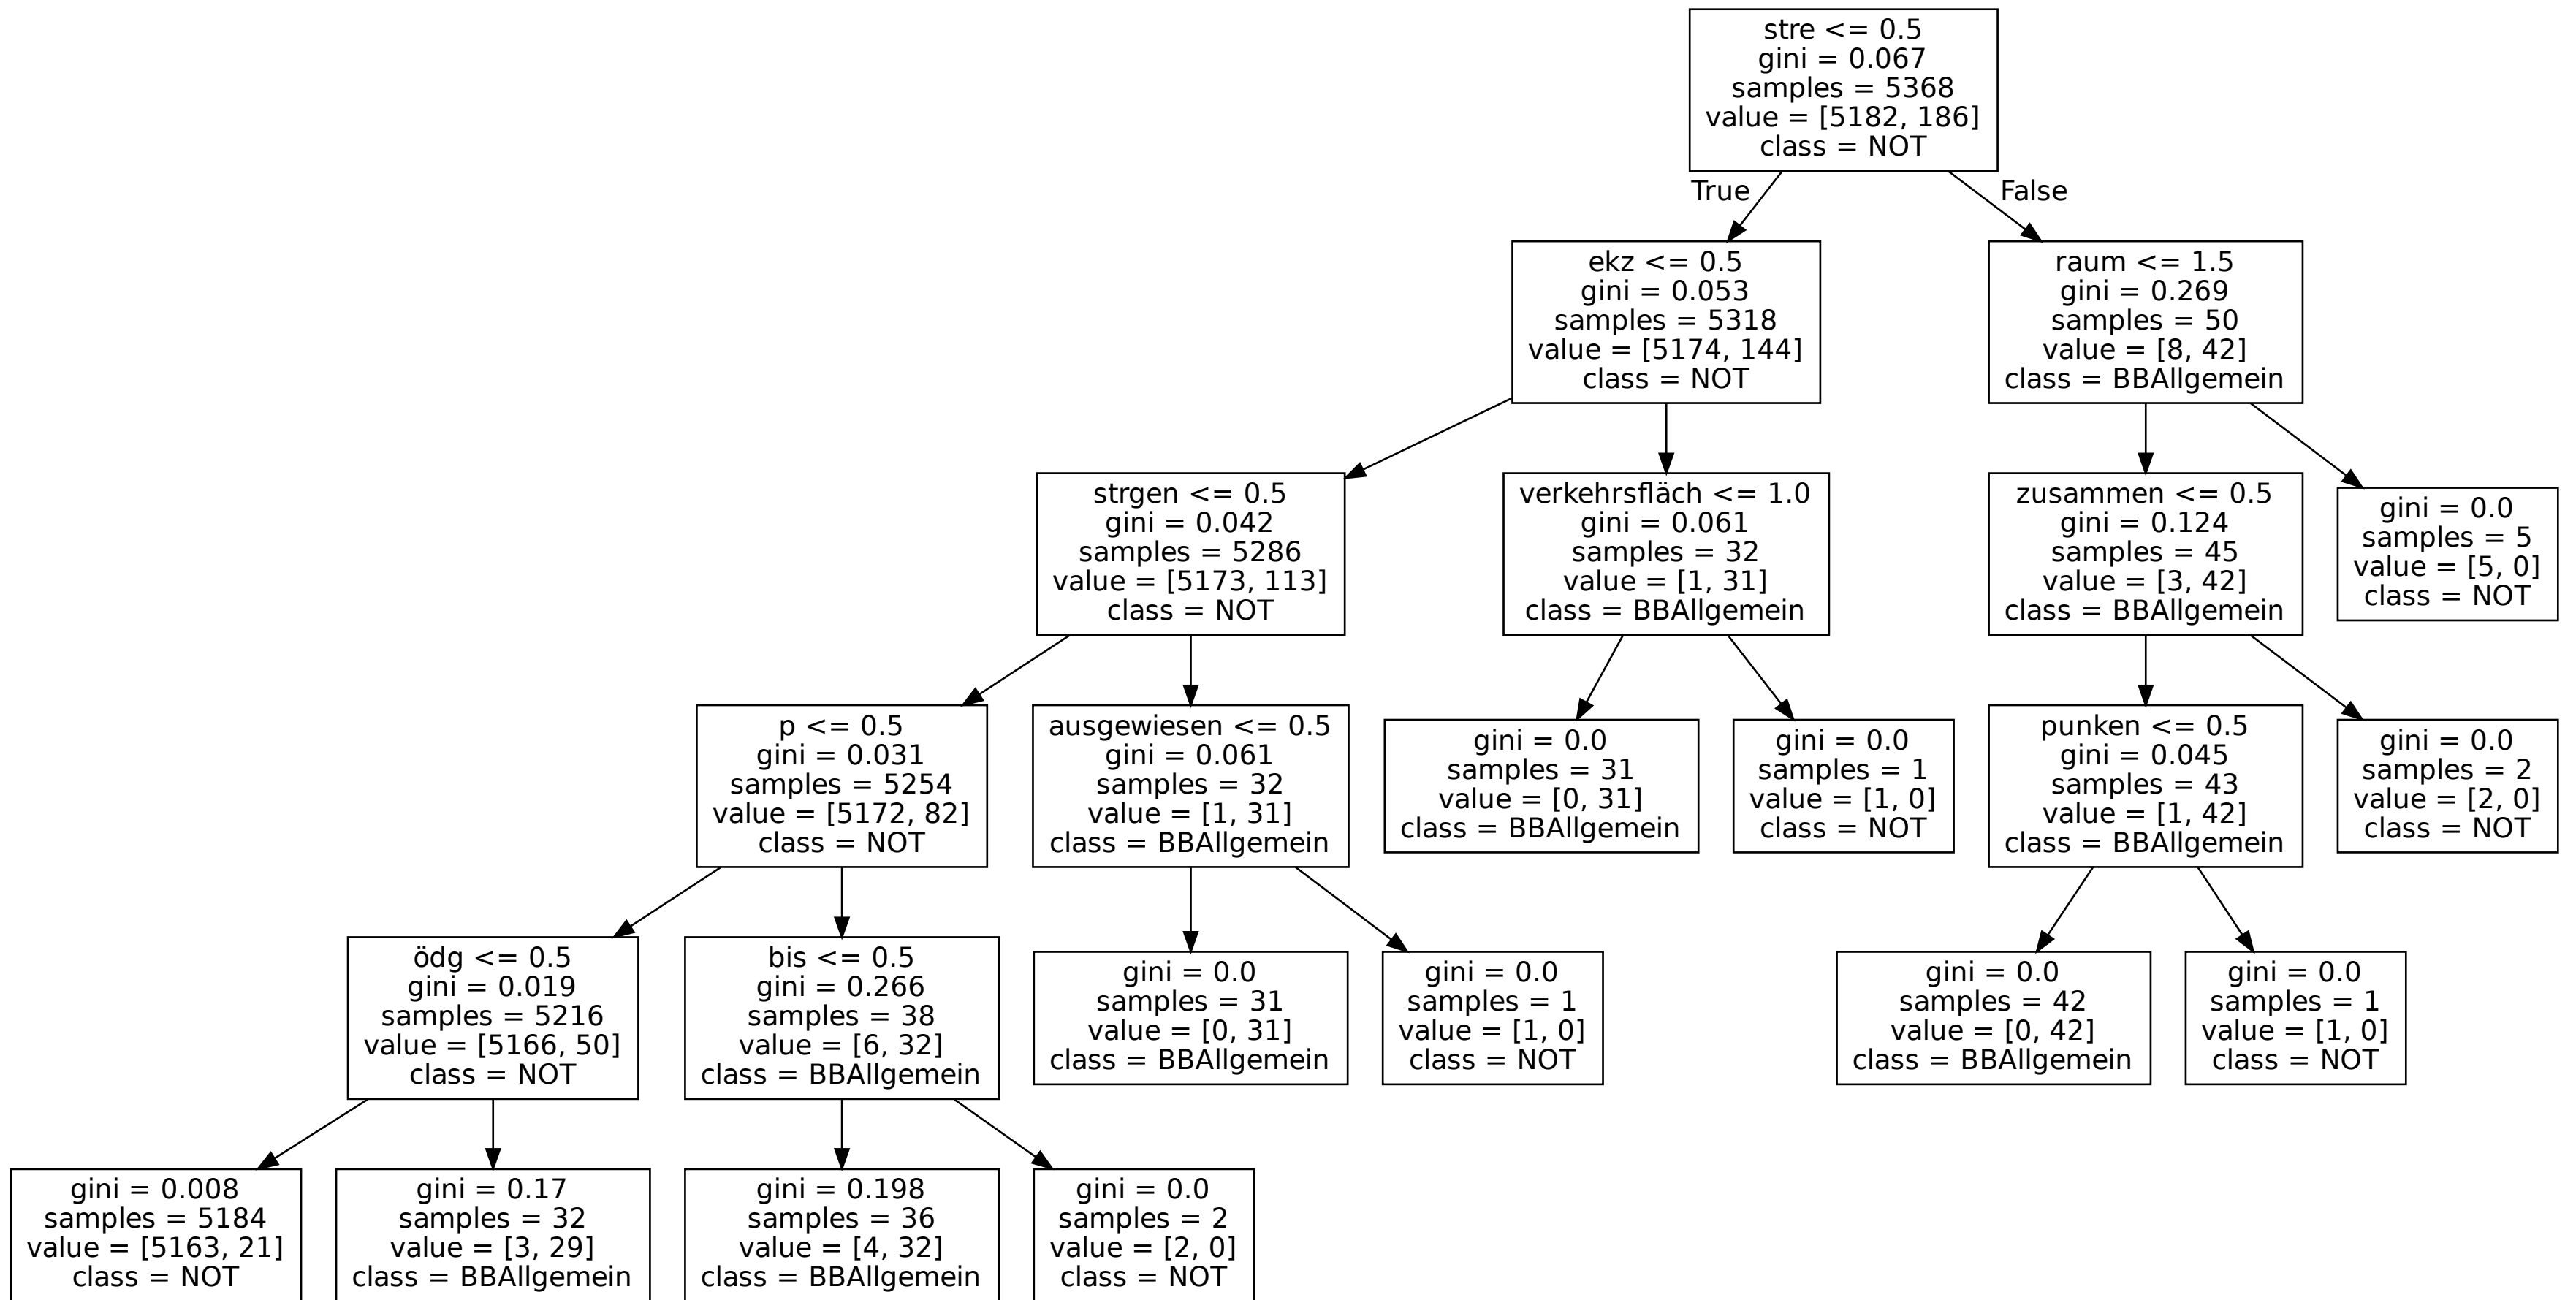 stre <= 0.5
gini = 0.067
samples = 5368
value = [5182, 186]
class = NOT
True
False
ekz <= 0.5
gini = 0.053
samples = 5318
value = [5174, 144]
class = NOT
raum <= 1.5
gini = 0.269
samples = 50
value = [8, 42]
class = BBAllgemein
strgen <= 0.5
gini = 0.042
samples = 5286
value = [5173, 113]
class = NOT
verkehrsfläch <= 1.0
gini = 0.061
samples = 32
value = [1, 31]
class = BBAllgemein
zusammen <= 0.5
gini = 0.124
samples = 45
value = [3, 42]
class = BBAllgemein
gini = 0.0
samples = 5
value = [5, 0]
class = NOT
p <= 0.5
gini = 0.031
samples = 5254
value = [5172, 82]
class = NOT
ausgewiesen <= 0.5
gini = 0.061
samples = 32
value = [1, 31]
class = BBAllgemein
gini = 0.0
samples = 31
value = [0, 31]
class = BBAllgemein
gini = 0.0
samples = 1
value = [1, 0]
class = NOT
punken <= 0.5
gini = 0.045
samples = 43
value = [1, 42]
class = BBAllgemein
gini = 0.0
samples = 2
value = [2, 0]
class = NOT
ödg <= 0.5
gini = 0.019
samples = 5216
value = [5166, 50]
class = NOT
bis <= 0.5
gini = 0.266
samples = 38
value = [6, 32]
class = BBAllgemein
gini = 0.0
samples = 31
value = [0, 31]
class = BBAllgemein
gini = 0.0
samples = 1
value = [1, 0]
class = NOT
gini = 0.0
samples = 42
value = [0, 42]
class = BBAllgemein
gini = 0.0
samples = 1
value = [1, 0]
class = NOT
gini = 0.008
samples = 5184
value = [5163, 21]
class = NOT
gini = 0.17
samples = 32
value = [3, 29]
class = BBAllgemein
gini = 0.198
samples = 36
value = [4, 32]
class = BBAllgemein
gini = 0.0
samples = 2
value = [2, 0]
class = NOT